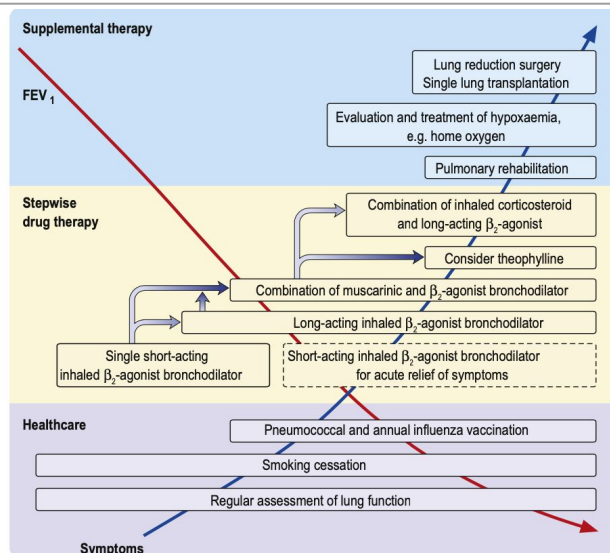 Supplemental therapy
FEV₁
Lung reduction surgery
Single lung transplantation
Evaluation and treatment of hypoxaemia,
e.g. home oxygen
Pulmonary rehabilitation
Stepwise
drug therapy
Combination of inhaled corticosteroid
and long-acting β₂-agonist
Consider theophylline
Combination of muscarinic and β₂-agonist bronchodilator
Long-acting inhaled β₂-agonist bronchodilator
Single short-acting
inhaled β₂-agonist bronchodilator
Short-acting inhaled β₂-agonist bronchodilator
for acute relief of symptoms
Healthcare
Pneumococcal and annual influenza vaccination
Smoking cessation
Regular assessment of lung function
Symptoms